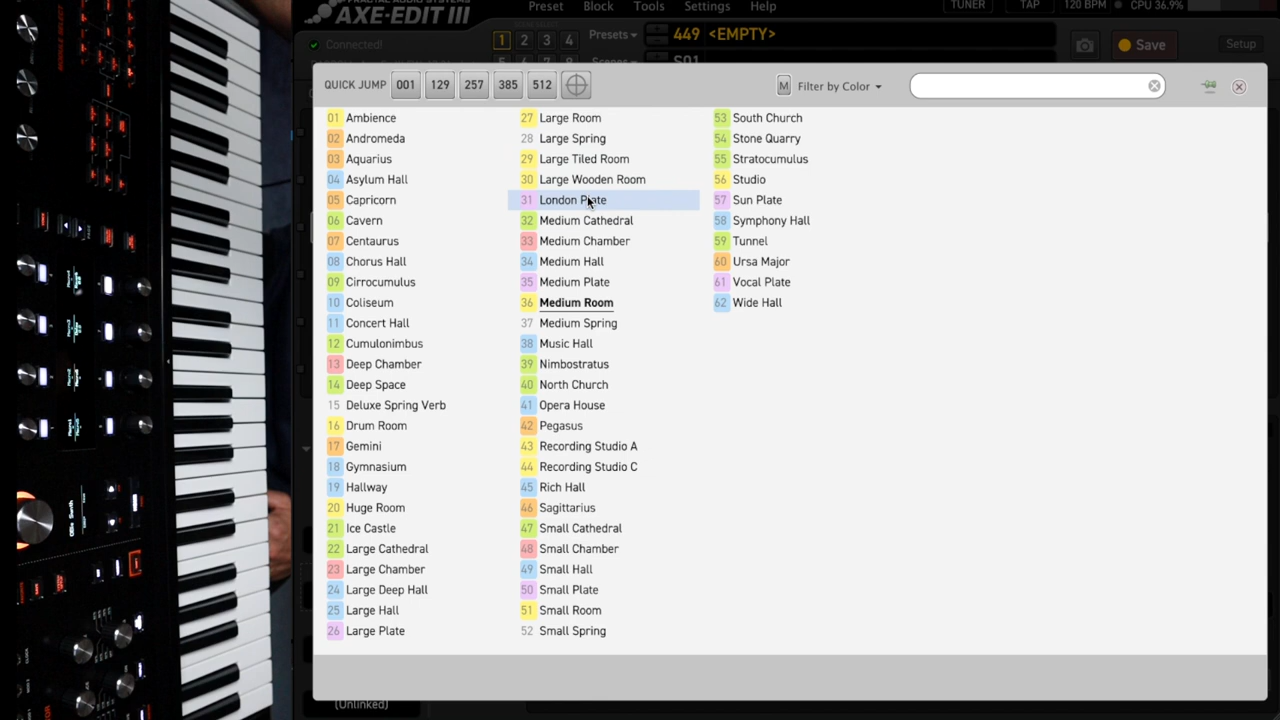 FRACTAL AUDIO SYSTEMS
AXE-EDIT III
Preset Block Tools Settings Help
TUNER TAP 120 BPM CPU 36.9%
Connected!
1 2 3 4
Presets
449 <EMPTY>
Save
Setup
QUICK JUMP 001 129 257 385 512
M Filter by Color
01 Ambience
02 Andromeda
03 Aquarius
04 Asylum Hall
05 Capricorn
06 Cavern
07 Centaurus
08 Chorus Hall
09 Cirrocumulus
10 Coliseum
11 Concert Hall
12 Cumulonimbus
13 Deep Chamber
14 Deep Space
15 Deluxe Spring Verb
16 Drum Room
17 Gemini
18 Gymnasium
19 Hallway
20 Huge Room
21 Ice Castle
22 Large Cathedral
23 Large Chamber
24 Large Deep Hall
25 Large Hall
26 Large Plate
27 Large Room
28 Large Spring
29 Large Tiled Room
30 Large Wooden Room
31 London Plate
32 Medium Cathedral
33 Medium Chamber
34 Medium Hall
35 Medium Plate
36 Medium Room
37 Medium Spring
38 Music Hall
39 Nimbostratus
40 North Church
41 Opera House
42 Pegasus
43 Recording Studio A
44 Recording Studio C
45 Rich Hall
46 Sagittarius
47 Small Cathedral
48 Small Chamber
49 Small Hall
50 Small Plate
51 Small Room
52 Small Spring
53 South Church
54 Stone Quarry
55 Stratocumulus
56 Studio
57 Sun Plate
58 Symphony Hall
59 Tunnel
60 Ursa Major
61 Vocal Plate
62 Wide Hall
(Unlinked)